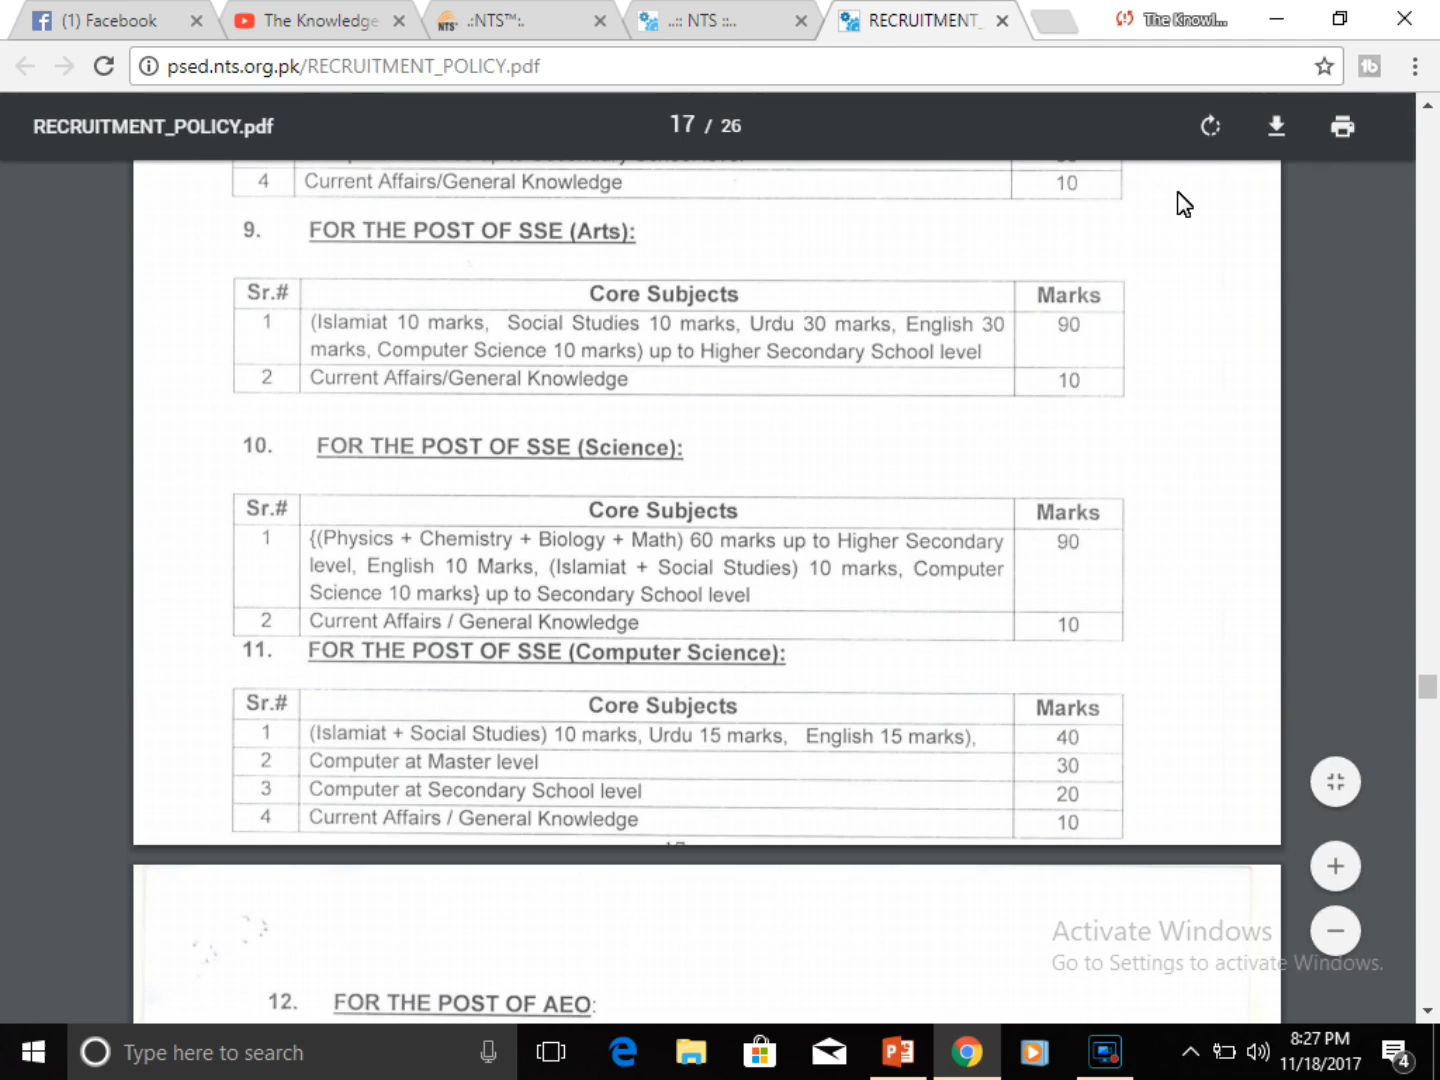 (1) Facebook
The Knowledge
.:NTS™:.
..:: NTS ::..
RECRUITMENT_
The Knowl...
psed.nts.org.pk/RECRUITMENT_POLICY.pdf
RECRUITMENT_POLICY.pdf
17 / 26
4 Current Affairs/General Knowledge 10
9. FOR THE POST OF SSE (Arts):
Sr.# Core Subjects Marks
1 (Islamiat 10 marks, Social Studies 10 marks, Urdu 30 marks, English 30 90
marks, Computer Science 10 marks) up to Higher Secondary School level
2 Current Affairs/General Knowledge 10
10. FOR THE POST OF SSE (Science):
Sr.# Core Subjects Marks
1 {(Physics + Chemistry + Biology + Math) 60 marks up to Higher Secondary 90
level, English 10 Marks, (Islamiat + Social Studies) 10 marks, Computer
Science 10 marks} up to Secondary School level
2 Current Affairs / General Knowledge 10
11. FOR THE POST OF SSE (Computer Science):
Sr.# Core Subjects Marks
1 (Islamiat + Social Studies) 10 marks, Urdu 15 marks, English 15 marks), 40
2 Computer at Master level 30
3 Computer at Secondary School level 20
4 Current Affairs / General Knowledge 10
Activate Windows
Go to Settings to activate Windows.
12. FOR THE POST OF AEO:
Type here to search
8:27 PM
11/18/2017
4